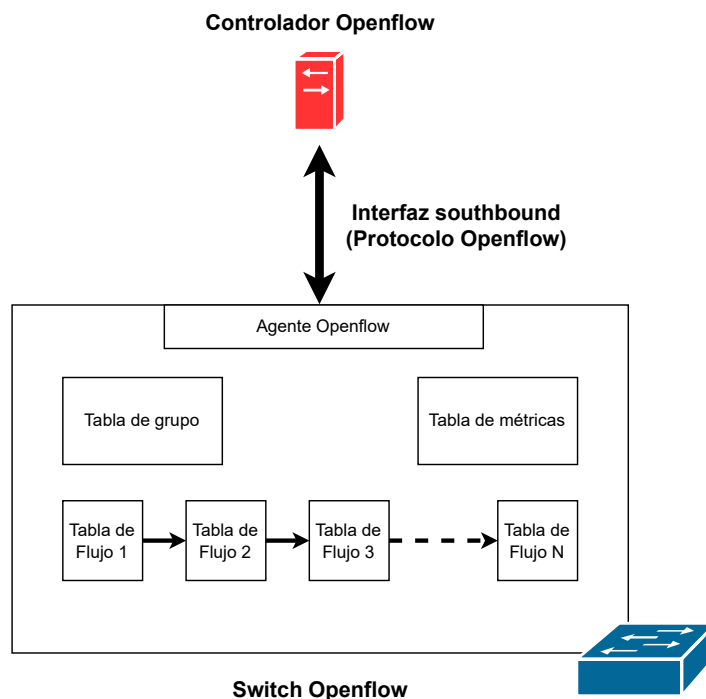 Controlador Openflow
Interfaz southbound
(Protocolo Openflow)
Agente Openflow
Tabla de grupo
Tabla de métricas
Tabla de
Flujo 1
Tabla de
Flujo 2
Tabla de
Flujo 3
Tabla de
Flujo N
Switch Openflow